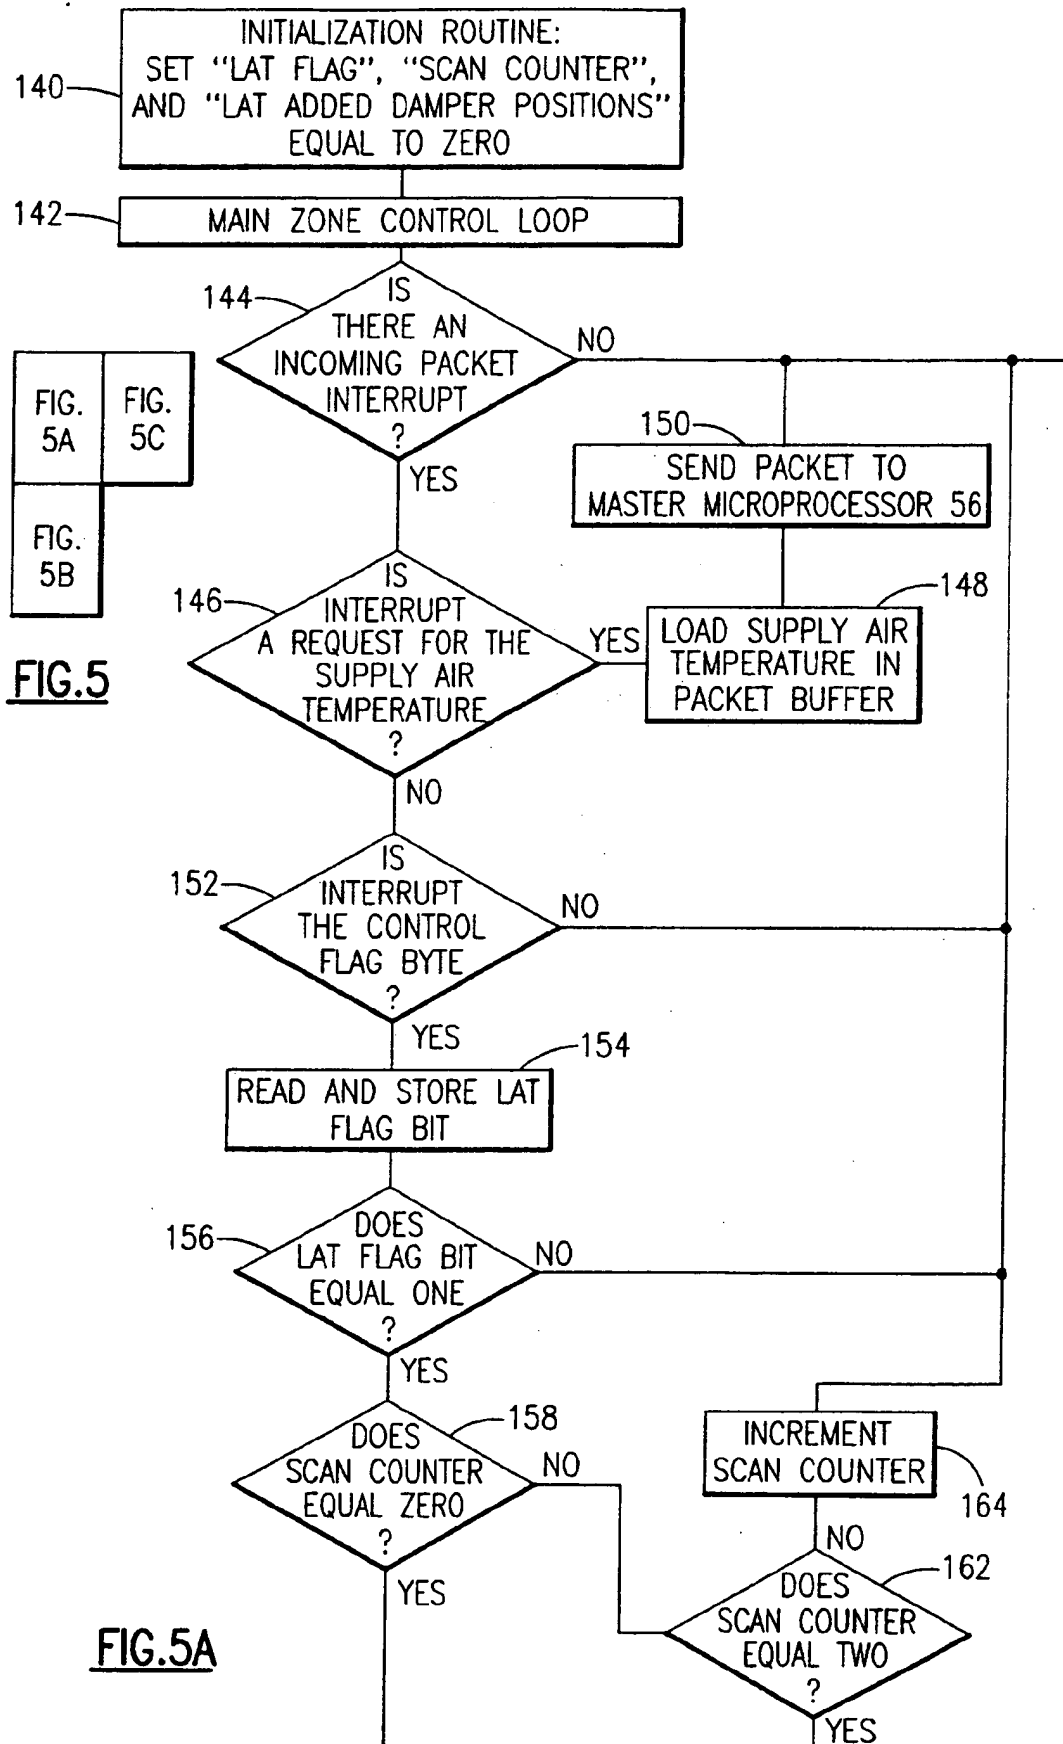 INITIALIZATION ROUTINE:
SET "LAT FLAG", "SCAN COUNTER",
AND "LAT ADDED DAMPER POSITIONS"
EQUAL TO ZERO
140
142
MAIN ZONE CONTROL LOOP
144
IS
THERE AN
INCOMING PACKET
INTERRUPT
?
NO
YES
FIG.
5A
FIG.
5C
FIG.
5B
FIG.5
150
SEND PACKET TO
MASTER MICROPROCESSOR 56
146
IS
INTERRUPT
A REQUEST FOR THE
SUPPLY AIR
TEMPERATURE
?
YES
NO
148
LOAD SUPPLY AIR
TEMPERATURE IN
PACKET BUFFER
152
IS
INTERRUPT
THE CONTROL
FLAG BYTE
?
NO
YES
154
READ AND STORE LAT
FLAG BIT
156
DOES
LAT FLAG BIT
EQUAL ONE
?
NO
YES
158
DOES
SCAN COUNTER
EQUAL ZERO
?
NO
YES
INCREMENT
SCAN COUNTER
164
NO
162
DOES
SCAN COUNTER
EQUAL TWO
?
YES
FIG.5A